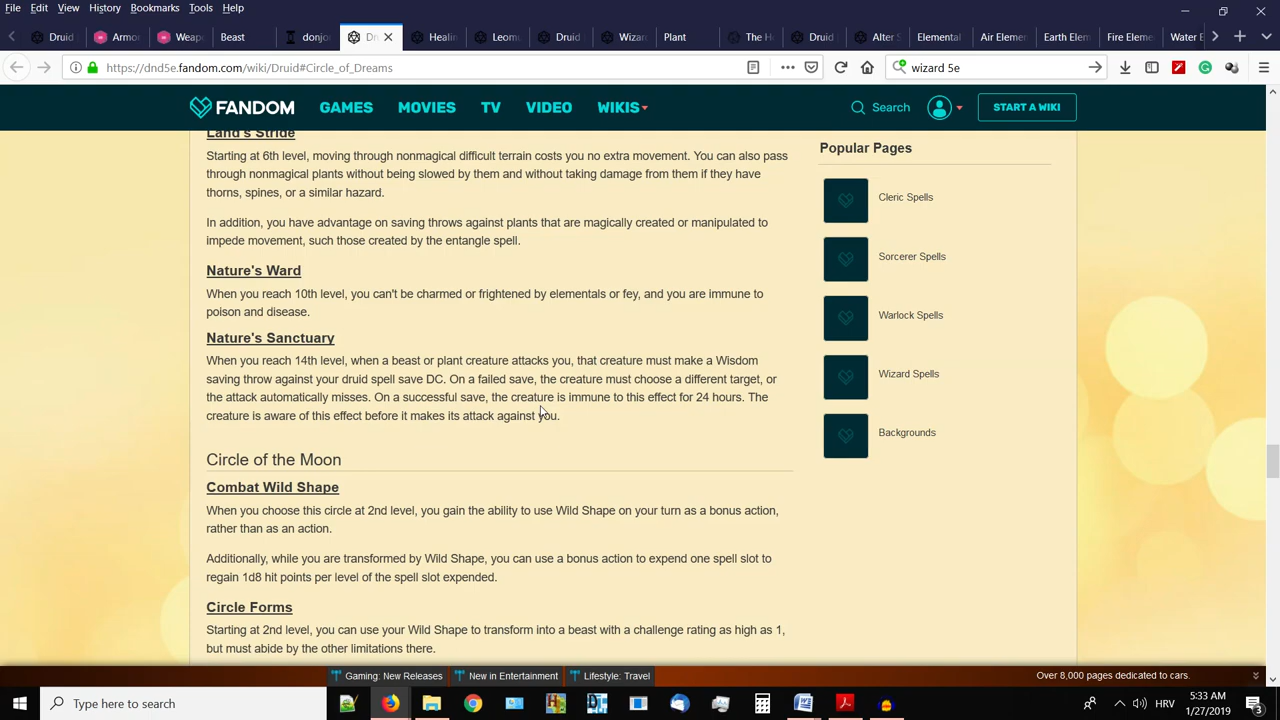 File Edit View History Bookmarks Tools Help
Druid Armo Weap Beast donjo Dr Healin Leomu Druid Wizar Plant The H Druid Alter S Air Elem Earth Elem Fire Eleme Water E
https://dnd5e.fandom.com/wiki/Druid#Circle_of_Dreams wizard 5e
FANDOM GAMES MOVIES TV VIDEO WIKIS Search START A WIKI
Land's Stride
Starting at 6th level, moving through nonmagical difficult terrain costs you no extra movement. You can also pass
through nonmagical plants without being slowed by them and without taking damage from them if they have
thorns, spines, or a similar hazard.
In addition, you have advantage on saving throws against plants that are magically created or manipulated to
impede movement, such those created by the entangle spell.
Nature's Ward
When you reach 10th level, you can't be charmed or frightened by elementals or fey, and you are immune to
poison and disease.
Nature's Sanctuary
When you reach 14th level, when a beast or plant creature attacks you, that creature must make a Wisdom
saving throw against your druid spell save DC. On a failed save, the creature must choose a different target, or
the attack automatically misses. On a successful save, the creature is immune to this effect for 24 hours. The
creature is aware of this effect before it makes its attack against you.
Circle of the Moon
Combat Wild Shape
When you choose this circle at 2nd level, you gain the ability to use Wild Shape on your turn as a bonus action,
rather than as an action.
Additionally, while you are transformed by Wild Shape, you can use a bonus action to expend one spell slot to
regain 1d8 hit points per level of the spell slot expended.
Circle Forms
Starting at 2nd level, you can use your Wild Shape to transform into a beast with a challenge rating as high as 1,
but must abide by the other limitations there.
Popular Pages
Cleric Spells
Sorcerer Spells
Warlock Spells
Wizard Spells
Backgrounds
Gaming: New Releases New in Entertainment Lifestyle: Travel Over 8,000 pages dedicated to cars.
Type here to search HRV 5:33 AM
1/27/2019 3